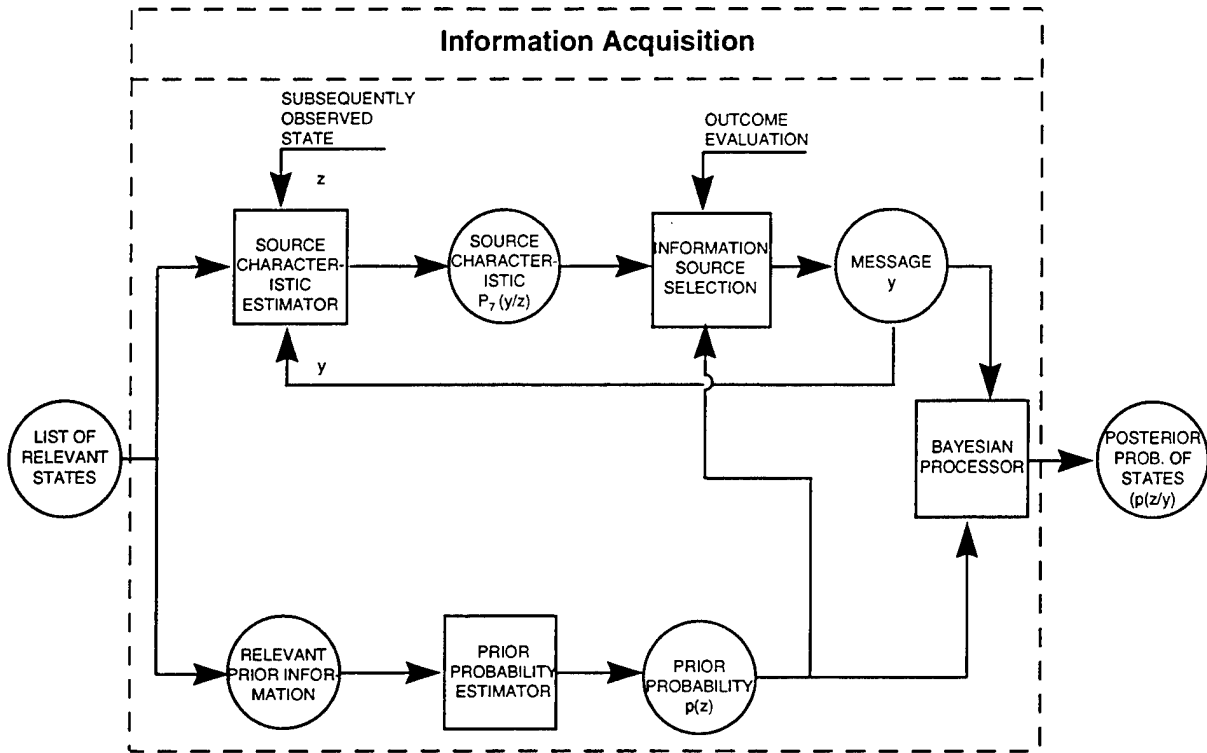 Information Acquisition
SUBSEQUENTLY
OBSERVED
STATE
z
OUTCOME
EVALUATION
SOURCE
CHARACTER-
ISTIC
ESTIMATOR
SOURCE
CHARACTER-
ISTIC
P₇ (y/z)
INFORMATION
SOURCE
SELECTION
MESSAGE
y
y
LIST OF
RELEVANT
STATES
BAYESIAN
PROCESSOR
POSTERIOR
PROB. OF
STATES
(p(z/y)
RELEVANT
PRIOR INFOR-
MATION
PRIOR
PROBABILITY
ESTIMATOR
PRIOR
PROBABILITY
p(z)